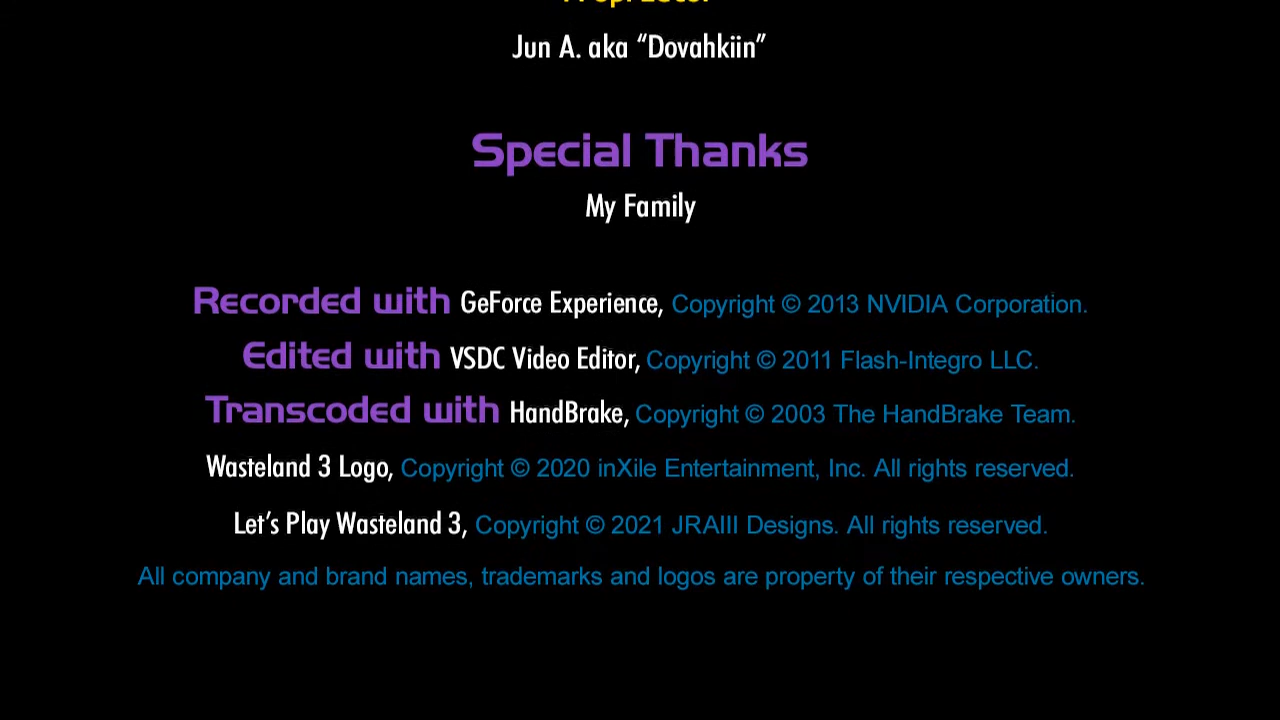 Proprietor
Jun A. aka “Dovahkiin”
Special Thanks
My Family
Recorded with GeForce Experience, Copyright © 2013 NVIDIA Corporation.
Edited with VSDC Video Editor, Copyright © 2011 Flash-Integro LLC.
Transcoded with HandBrake, Copyright © 2003 The HandBrake Team.
Wasteland 3 Logo, Copyright © 2020 inXile Entertainment, Inc. All rights reserved.
Let’s Play Wasteland 3, Copyright © 2021 JRAIII Designs. All rights reserved.
All company and brand names, trademarks and logos are property of their respective owners.